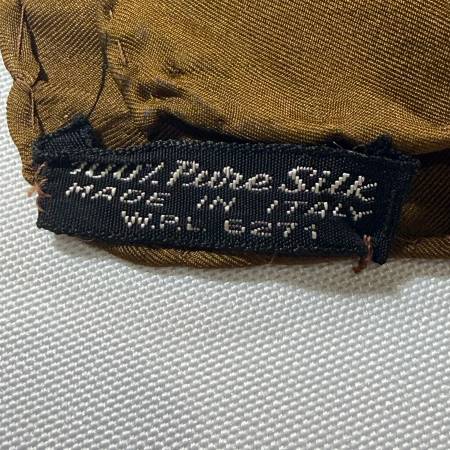 100% Pure Silk
MADE IN ITALY
W.P.L 6271